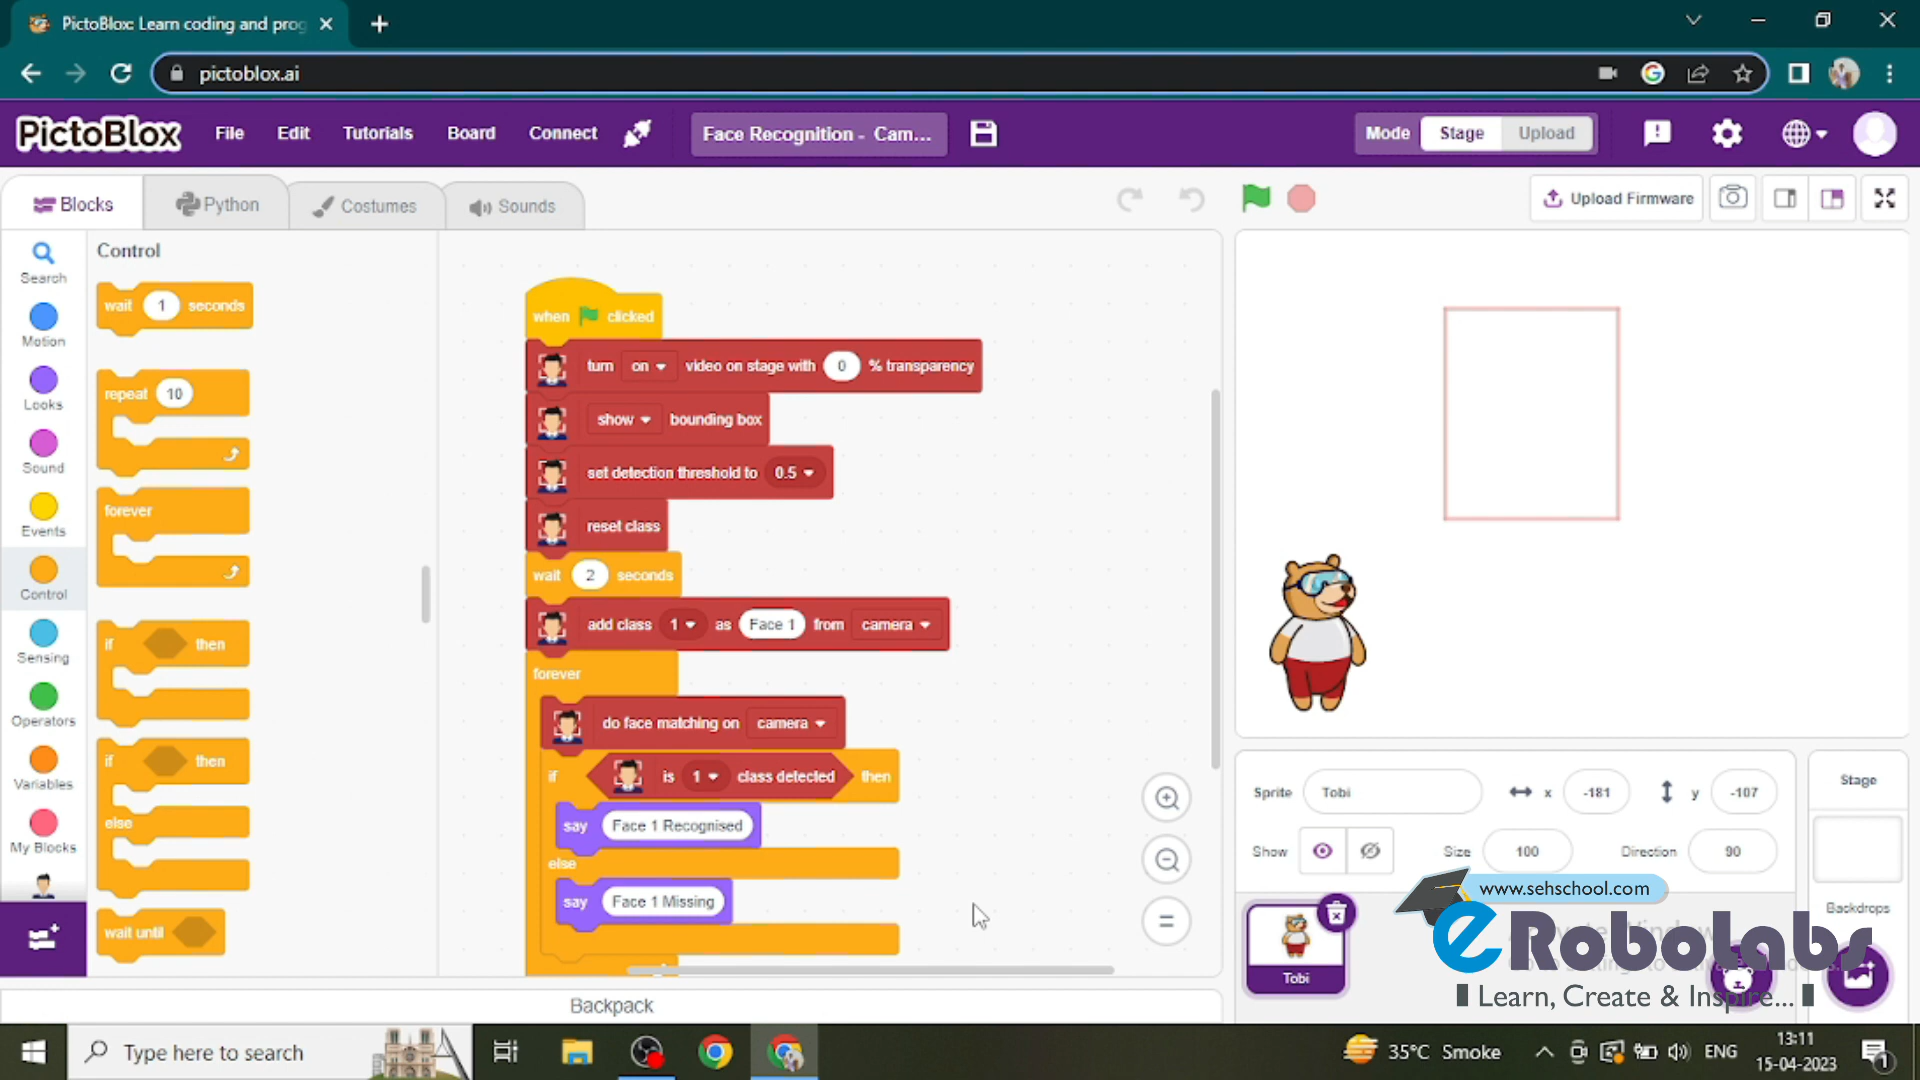 PictoBlox: Learn coding and prog
pictoblox.ai
PictoBlox
File
Edit
Tutorials
Board
Connect
Face Recognition - Cam...
Mode
Stage
Upload
Blocks
Python
Costumes
Sounds
Upload Firmware
Search
Motion
Looks
Sound
Events
Control
Sensing
Operators
Variables
My Blocks
Control
wait 1 seconds
repeat 10
forever
if then
if then
else
wait until
when clicked
turn on video on stage with 0 % transparency
show bounding box
set detection threshold to 0.5
reset class
wait 2 seconds
add class 1 as Face 1 from camera
forever
do face matching on camera
if is 1 class detected then
say Face 1 Recognised
else
say Face 1 Missing
Backpack
Sprite Tobi x -181 y -107
Show Size 100 Direction 90
Tobi
Stage
Backdrops
www.sehschool.com
eRoboLabs
Learn, Create & Inspire...
Type here to search
35°C Smoke
ENG
13:11
15-04-2023
1